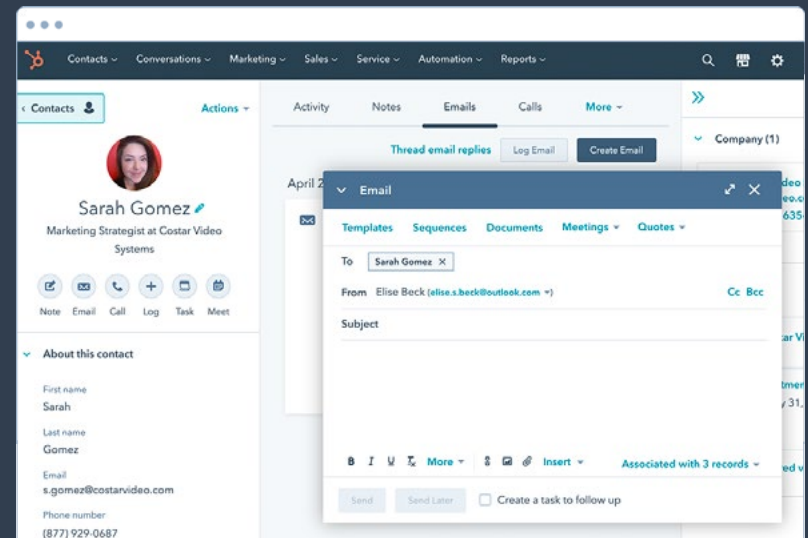 Contacts Conversations Marketing Sales Service Automation Reports
Contacts
Actions
Sarah Gomez
Marketing Strategist at Costar Video
Systems
Note Email Call Log Task Meet
About this contact
First name
Sarah
Last name
Gomez
Email
s.gomez@costarvideo.com
Phone number
(877) 929-0687
Activity Notes Emails Calls More
Thread email replies Log Email Create Email
April 2
Email
Templates Sequences Documents Meetings Quotes
To Sarah Gomez
From Elise Beck (elise.s.beck@outlook.com)
Cc Bcc
Subject
B I U Tx More Insert Associated with 3 records
Send Send Later Create a task to follow up
Company (1)
635-